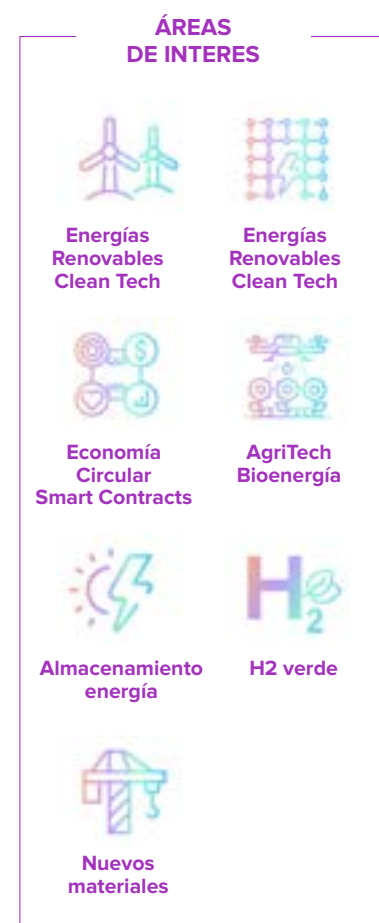 ÁREAS
DE INTERES
Energías
Renovables
Clean Tech
Energías
Renovables
Clean Tech
Economía
Circular
Smart Contracts
AgriTech
Bioenergía
H2
Almacenamiento
energía
H2 verde
Nuevos
materiales